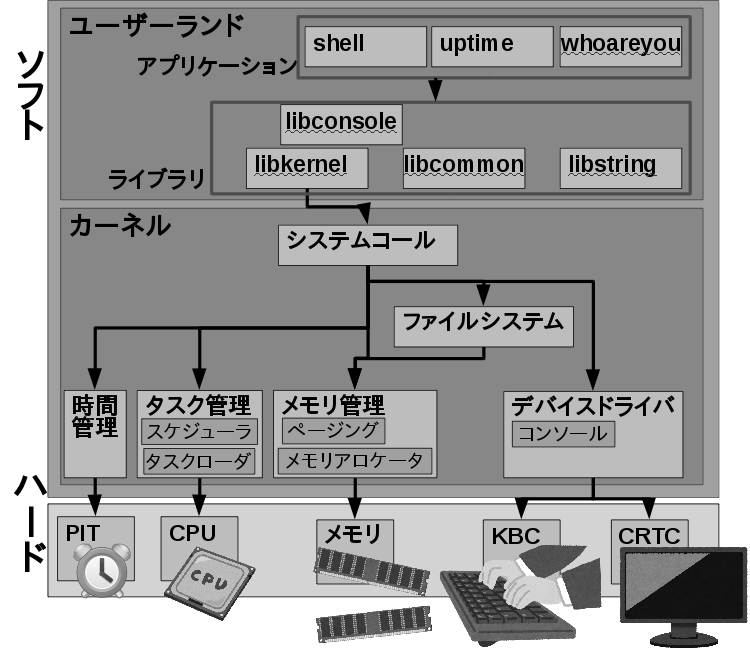 ソフト
ユーザーランド
shell
uptime
whoareyou
アプリケーション
libconsole
libkernel
libcommon
libstring
ライブラリ
カーネル
システムコール
ファイルシステム
時間
管理
タスク管理
スケジューラ
タスクローダ
メモリ管理
ページング
メモリアロケータ
デバイスドライバ
コンソール
ハード
PIT
CPU
メモリ
KBC
CRTC
CPU